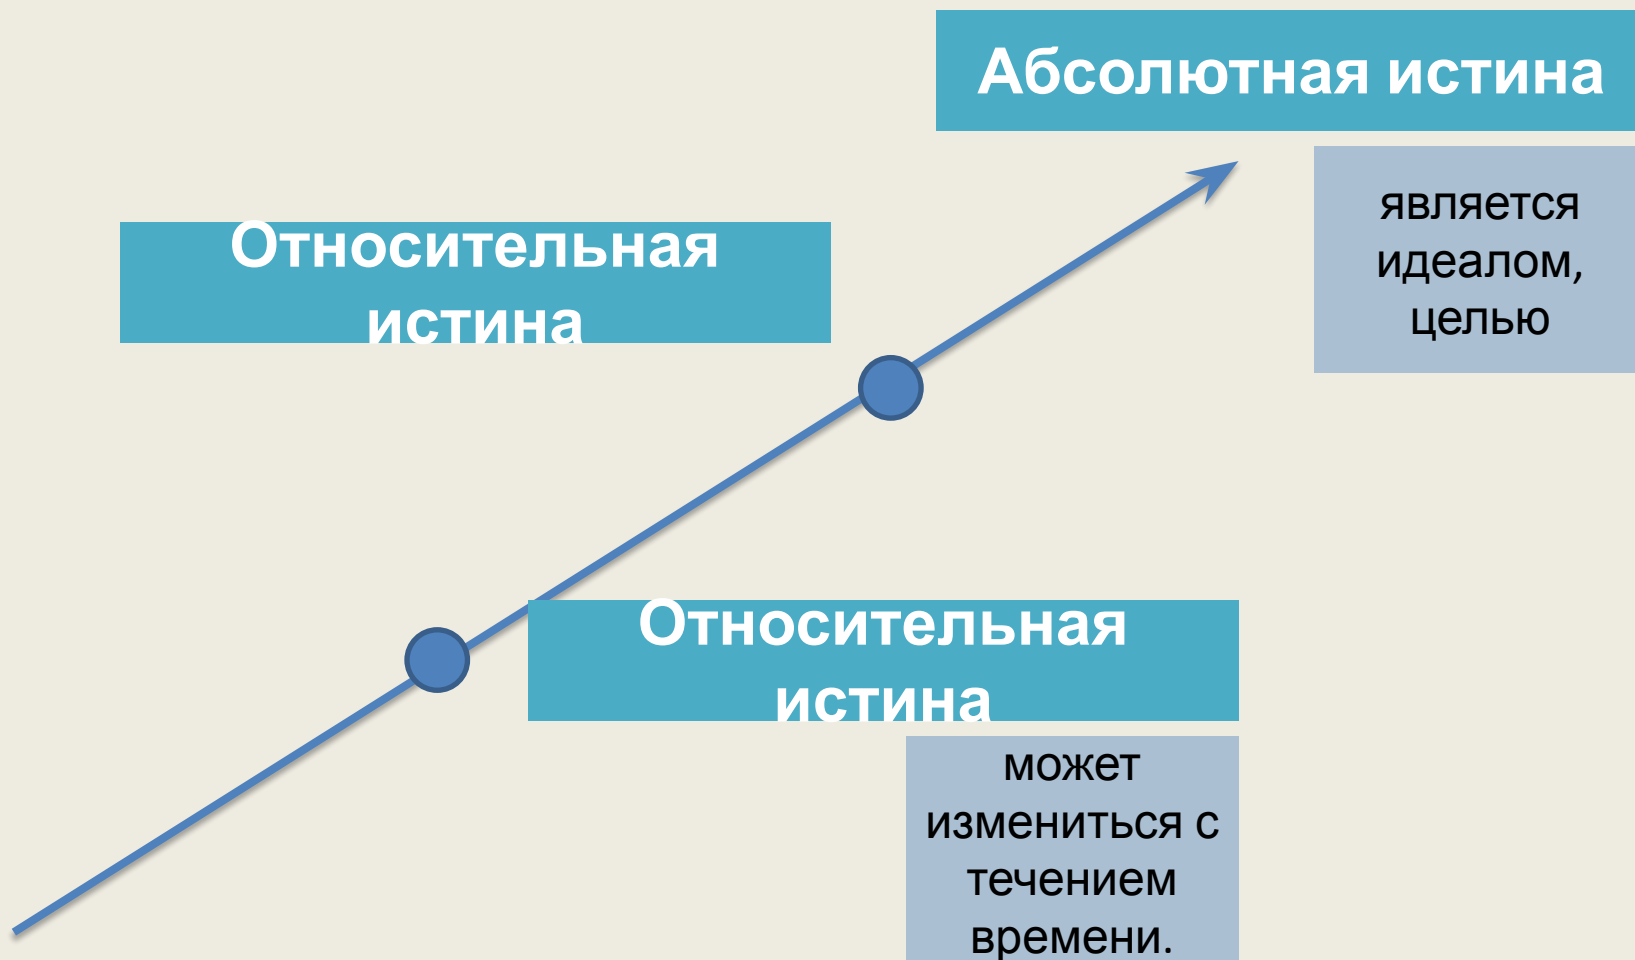 Абсолютная истина
является
идеалом,
целью
Относительная
истина
Относительная
истина
может
измениться с
течением
времени.